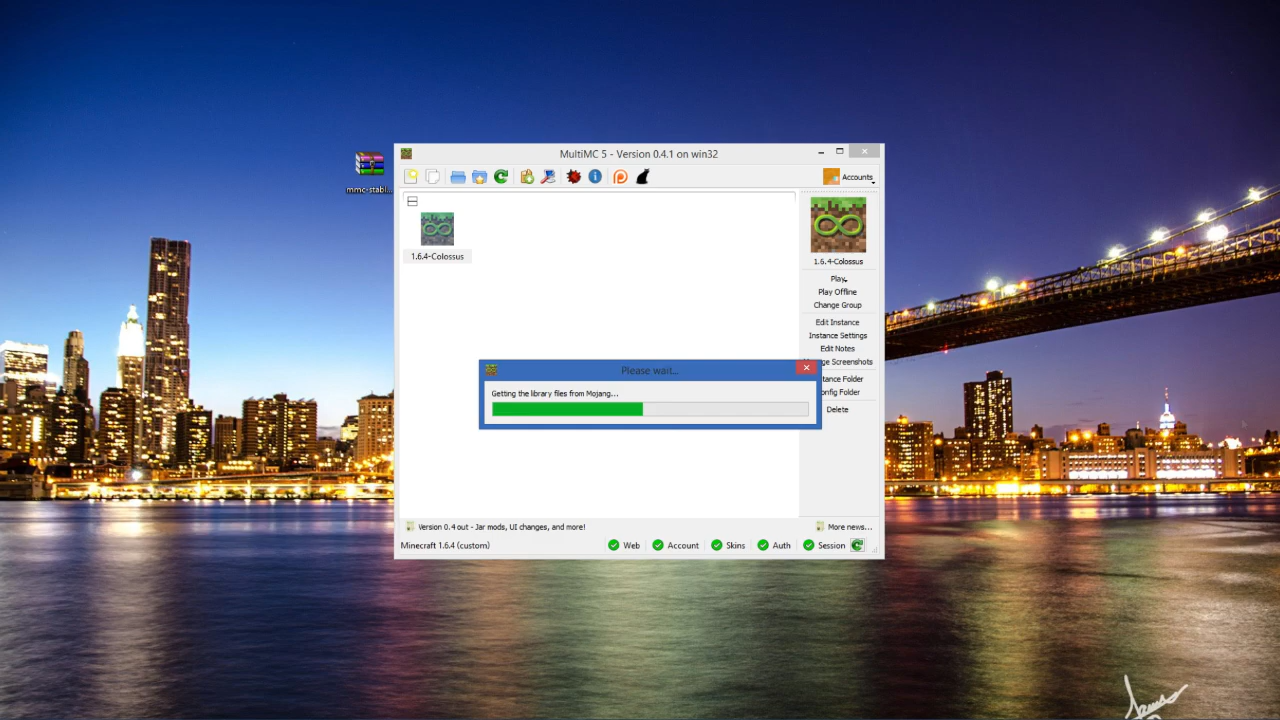 MultiMC 5 - Version 0.4.1 on win32
mmc-stabl...
Accounts
1.6.4-Colossus
1.6.4-Colossus
Play
Play Offline
Change Group
Edit Instance
Instance Settings
Edit Notes
Screenshots
Please wait...
Folder
Getting the library files from Mojang...
Folder
Delete
Version 0.4 out - Jar mods, UI changes, and more!
More news...
Minecraft 1.6.4 (custom)
Web
Account
Skins
Auth
Session